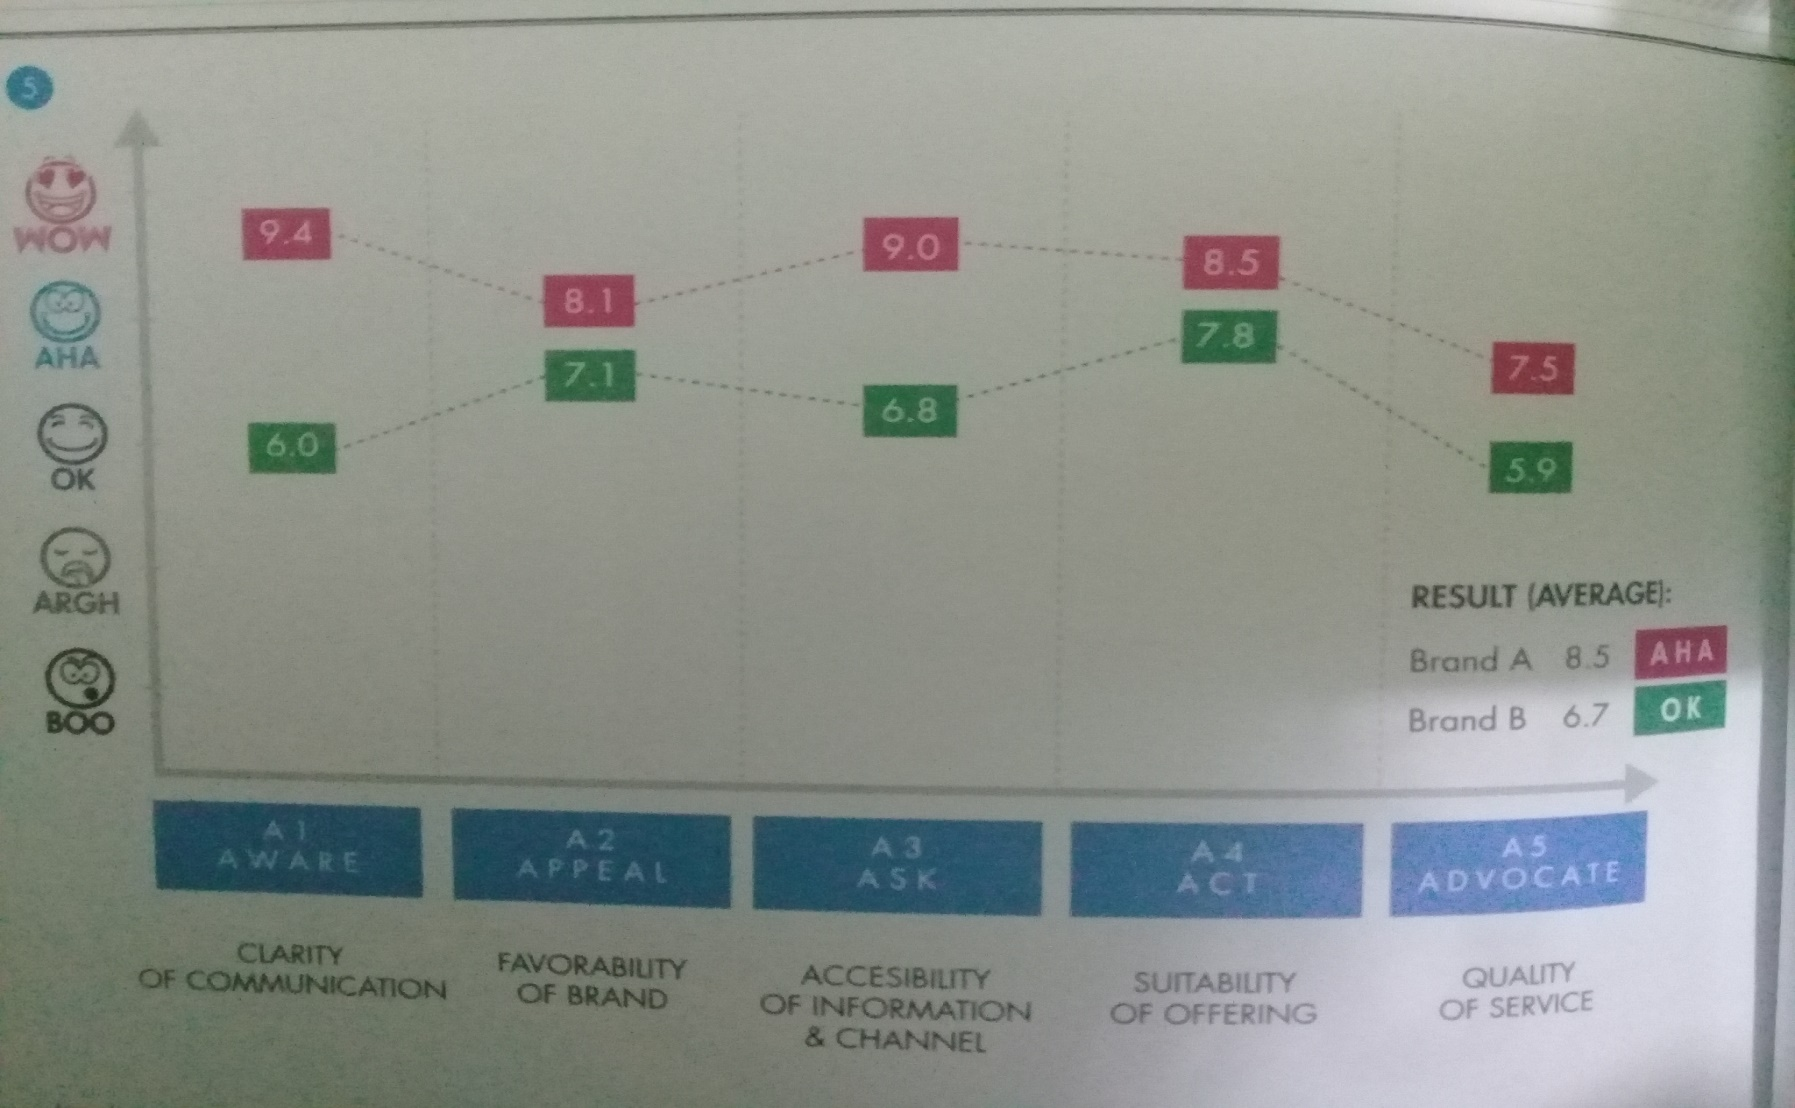 5
WOW
AHA
OK
ARGH
BOO
9.4
8.1
9.0
8.5
7.5
6.0
7.1
6.8
7.8
5.9
RESULT (AVERAGE):
Brand A 8.5 AHA
Brand B 6.7 OK
A1
AWARE
A2
APPEAL
A3
ASK
A4
ACT
A5
ADVOCATE
CLARITY
OF COMMUNICATION
FAVORABILITY
OF BRAND
ACCESIBILITY
OF INFORMATION
& CHANNEL
SUITABILITY
OF OFFERING
QUALITY
OF SERVICE